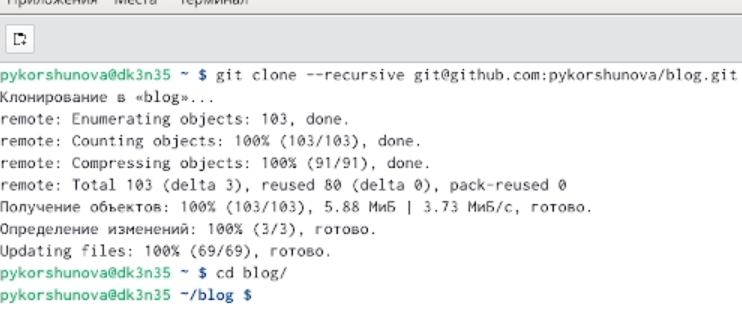 Приложения Места Терминал
pykorshunova@dk3n35 ~ $ git clone --recursive git@github.com:pykorshunova/blog.git
Клонирование в «blog»...
remote: Enumerating objects: 103, done.
remote: Counting objects: 100% (103/103), done.
remote: Compressing objects: 100% (91/91), done.
remote: Total 103 (delta 3), reused 80 (delta 0), pack-reused 0
Получение объектов: 100% (103/103), 5.88 МиБ | 3.73 МиБ/с, готово.
Определение изменений: 100% (3/3), готово.
Updating files: 100% (69/69), готово.
pykorshunova@dk3n35 ~ $ cd blog/
pykorshunova@dk3n35 ~/blog $